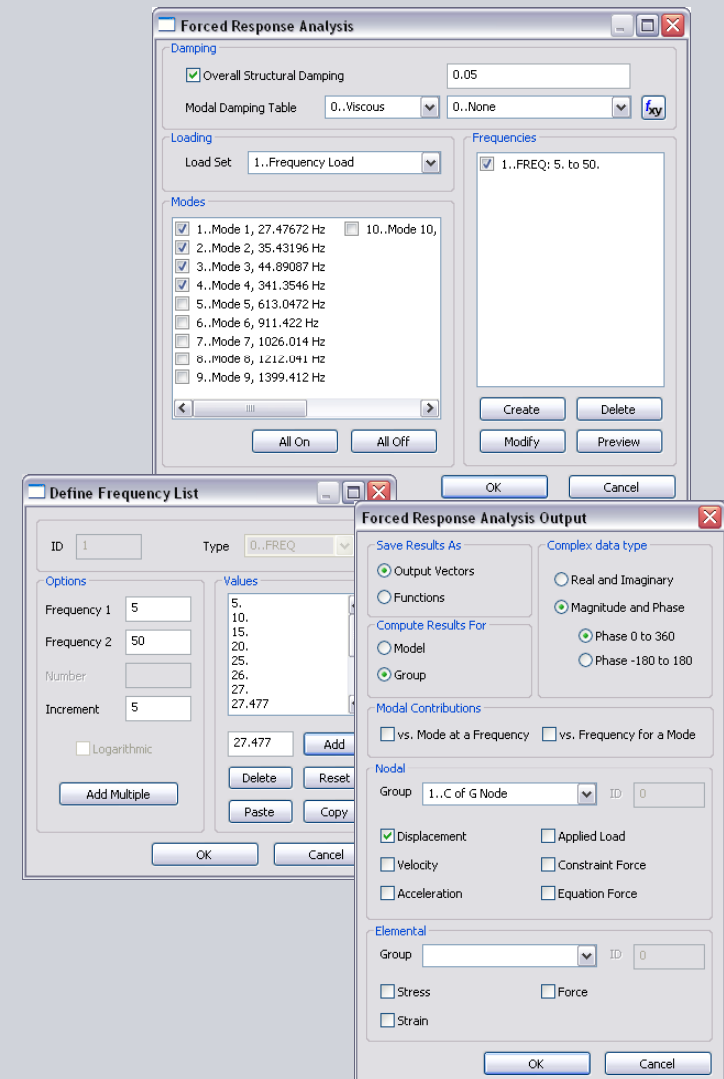 Forced Response Analysis
Damping
Overall Structural Damping 0.05
Modal Damping Table 0..Viscous 0..None fxy
Loading
Load Set 1..Frequency Load
Frequencies
1..FREQ: 5. to 50.
Modes
1..Mode 1, 27.47672 Hz 10..Mode 10,
2..Mode 2, 35.43196 Hz
3..Mode 3, 44.89087 Hz
4..Mode 4, 341.3546 Hz
5..Mode 5, 613.0472 Hz
6..Mode 6, 911.422 Hz
7..Mode 7, 1026.014 Hz
8..Mode 8, 1212.041 Hz
9..Mode 9, 1399.412 Hz
All On All Off
Create Delete
Modify Preview
OK Cancel
Define Frequency List
ID 1 Type 0..FREQ
Options
Frequency 1 5
Frequency 2 50
Number
Increment 5
Logarithmic
Add Multiple
Values
5.
10.
15.
20.
25.
26.
27.
27.477
27.477 Add
Delete Reset
Paste Copy
OK Cancel
Forced Response Analysis Output
Save Results As
Output Vectors
Functions
Complex data type
Real and Imaginary
Magnitude and Phase
Phase 0 to 360
Phase -180 to 180
Compute Results For
Model
Group
Modal Contributions
vs. Mode at a Frequency vs. Frequency for a Mode
Nodal
Group 1..C of G Node ID 0
Displacement Applied Load
Velocity Constraint Force
Acceleration Equation Force
Elemental
Group ID 0
Stress Force
Strain
OK Cancel